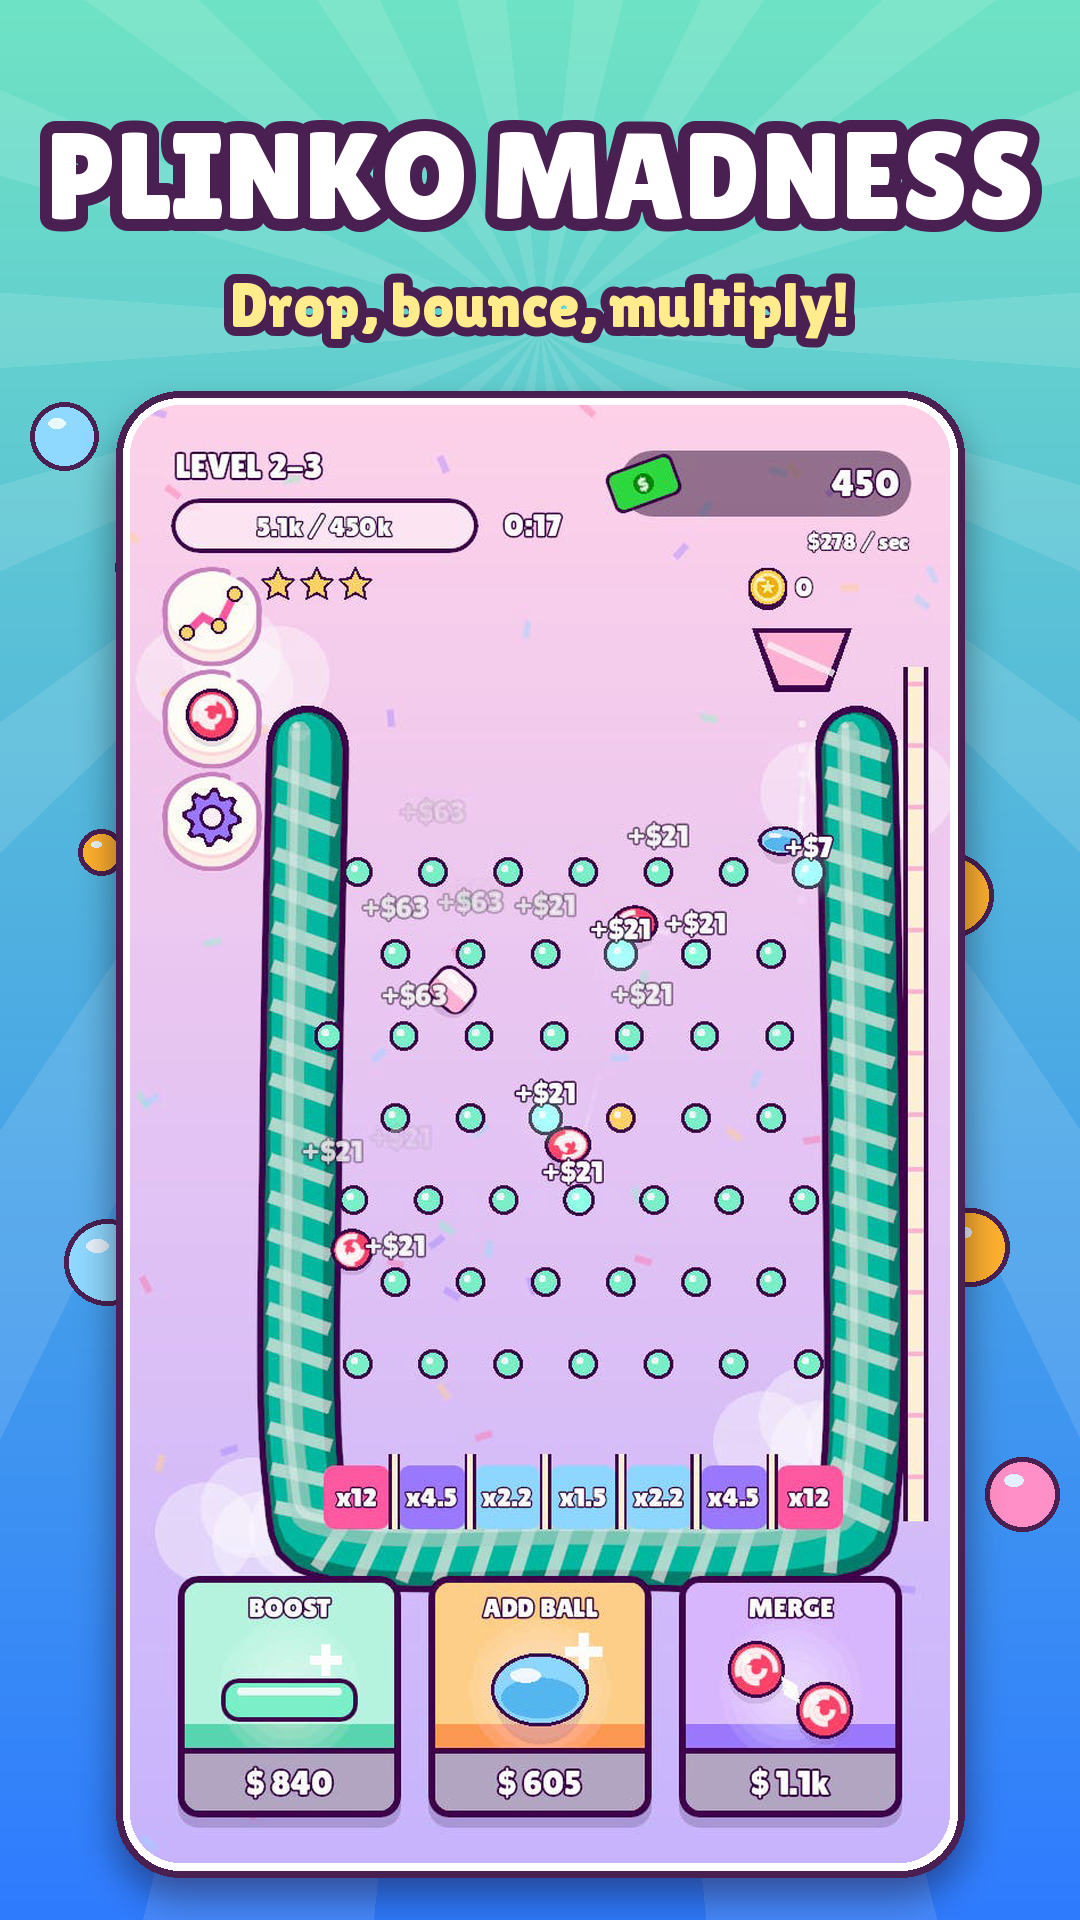 PLINKO MADNESS
Drop, bounce, multiply!
LEVEL 2-3
450
5.1k / 450k
0:17
$278 / sec
0
+$63
+$21
+$7
+$63
+$63
+$21
+$21
+$21
+$63
+$21
+$21
+$21
+$21
+$21
+$21
x12
x4.5
x2.2
x1.5
x2.2
x4.5
x12
BOOST
ADD BALL
MERGE
$ 840
$ 605
$ 1.1k